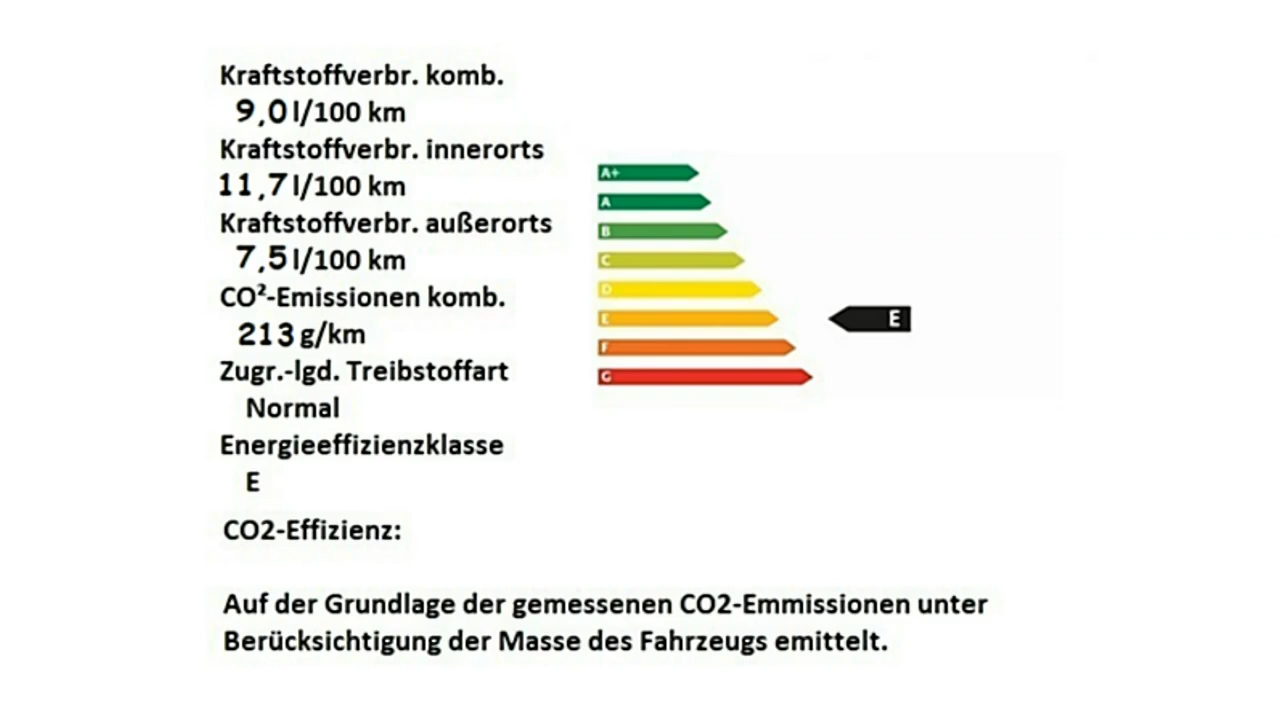 Kraftstoffverbr. komb.
9,0 l/100 km
Kraftstoffverbr. innerorts
11,7 l/100 km
Kraftstoffverbr. außerorts
7,5 l/100 km
CO²-Emissionen komb.
213 g/km
Zugr.-lgd. Treibstoffart
Normal
Energieeffizienzklasse
E
A+
A
B
C
D
E
F
G
E
CO2-Effizienz:
Auf der Grundlage der gemessenen CO2-Emmissionen unter
Berücksichtigung der Masse des Fahrzeugs emittelt.